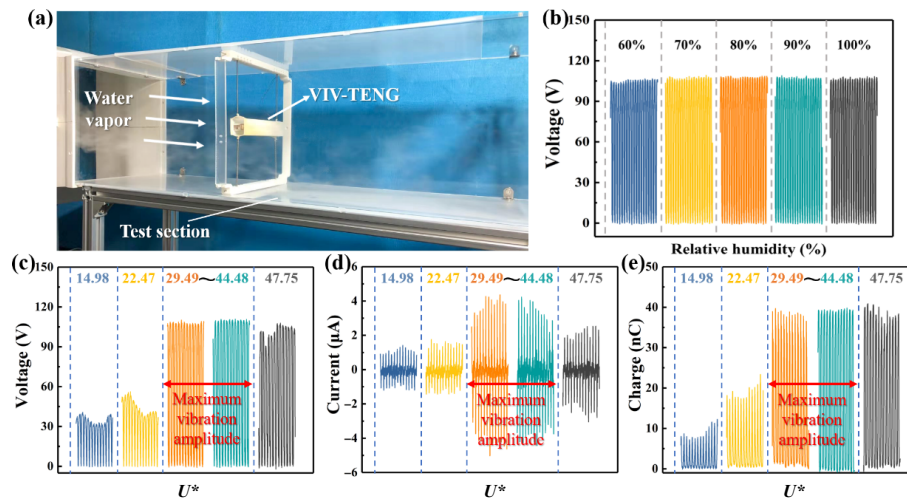 (a)
Water
vapor
VIV-TENG
Test section
(b)
150
120
90
60
30
0
Voltage (V)
60% 70% 80% 90% 100%
Relative humidity (%)
(c)
150
120
90
60
30
0
Voltage (V)
14.98 22.47 29.49～44.48 47.75
Maximum
vibration
amplitude
U*
(d)
6
4
2
0
−2
−4
−6
Current (μA)
14.98 22.47 29.49～44.48 47.75
Maximum
vibration
amplitude
U*
(e)
50
40
30
20
10
0
Charge (nC)
14.98 22.47 29.49～44.48 47.75
Maximum
vibration
amplitude
U*